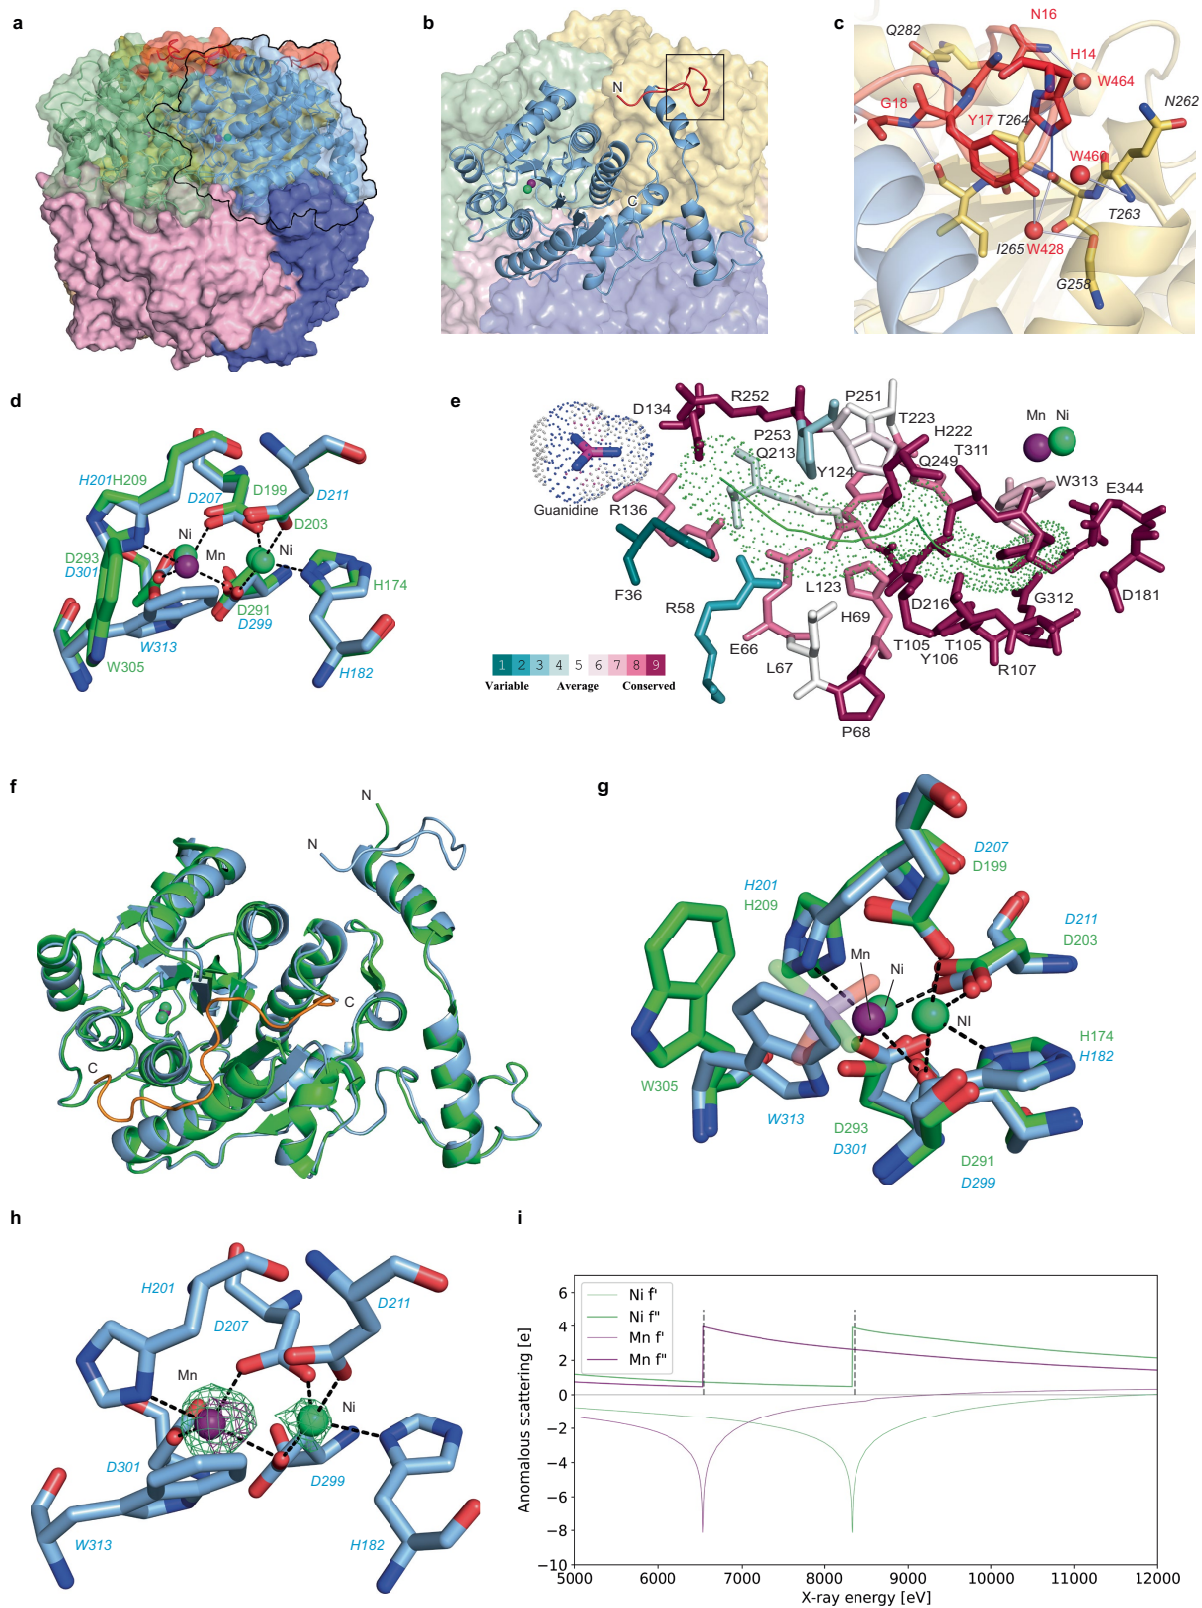 a
b
N
C
c
N16
H14
Q282
W464
N262
G18
Y17
T264
W460
T263
I265
W428
G258
d
H201
H209
D207
D199
D211
D203
Ni
Mn
Ni
D293
D301
H174
D291
D299
W313
W305
H182
e
D134
R252
P251
T223
Mn
Ni
P253
H222
Q213
T311
Y124
Q249
W313
E344
Guanidine
R136
F36
R58
L123
D216
G312
D181
H69
E66
T105
T105
Y106
L67
R107
P68
1 2 3 4 5 6 7 8 9
Variable Average Conserved
f
N
N
C
C
g
D207
D199
H201
H209
D211
D203
Mn
Ni
NI
H174
H182
W305
W313
D293
D301
D291
D299
h
H201
D211
D207
Mn
Ni
D301
D299
W313
H182
i
Ni f'
Ni f"
Mn f'
Mn f"
Anomalous scattering [e]
6
4
2
0
−2
−4
−6
−8
−10
5000 6000 7000 8000 9000 10000 11000 12000
X-ray energy [eV]